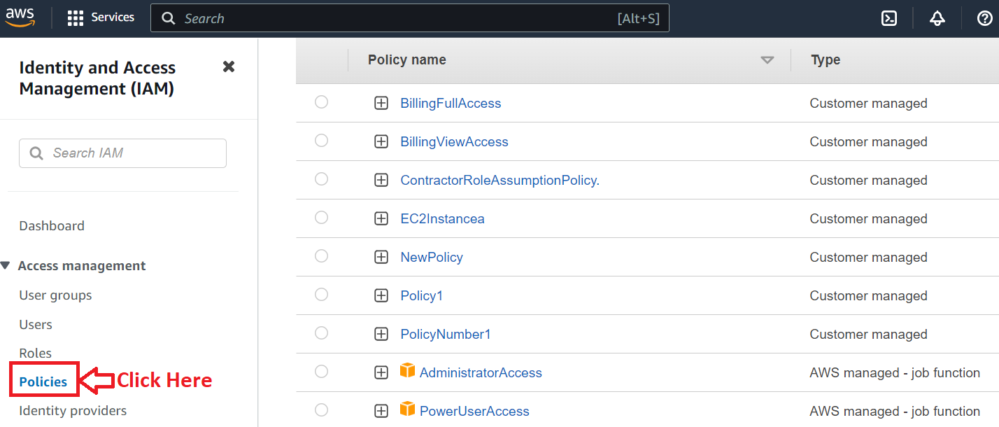 aws Services Search [Alt+S]
Identity and Access
Management (IAM)
Search IAM
Dashboard
Access management
User groups
Users
Roles
Policies Click Here
Identity providers
Policy name Type
BillingFullAccess Customer managed
BillingViewAccess Customer managed
ContractorRoleAssumptionPolicy. Customer managed
EC2Instancea Customer managed
NewPolicy Customer managed
Policy1 Customer managed
PolicyNumber1 Customer managed
AdministratorAccess AWS managed - job function
PowerUserAccess AWS managed - job function